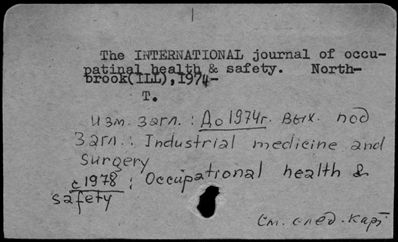 The INTERNATIONAL journal of occu-
patinal health & safety. North-
brook(ILL),1974-
T.
Изм. загл.: До 1974г. вых. под
загл.: Industrial medicine and
surgery
с 1978: Occupational health &
safety
См. след. карт